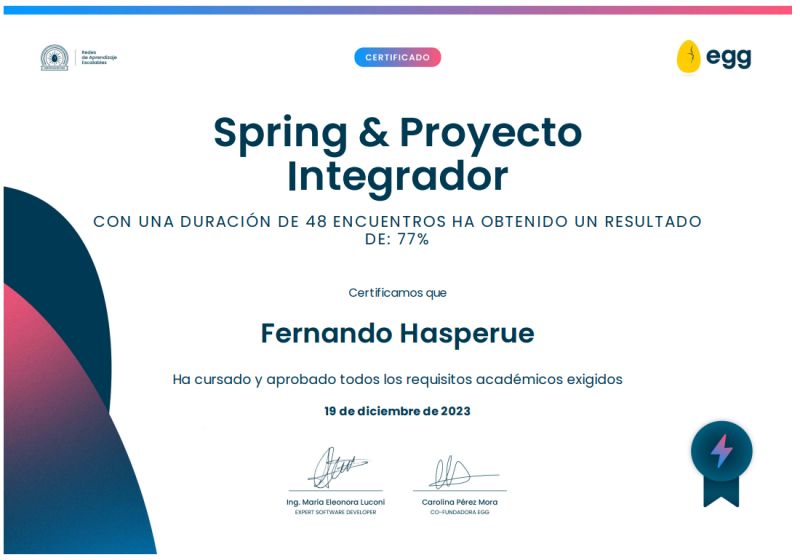 Redes
de Aprendizaje
Escalables
CERTIFICADO
egg
Spring & Proyecto
Integrador
CON UNA DURACIÓN DE 48 ENCUENTROS HA OBTENIDO UN RESULTADO
DE: 77%
Certificamos que
Fernando Hasperue
Ha cursado y aprobado todos los requisitos académicos exigidos
19 de diciembre de 2023
Ing. Maria Eleonora Luconi
EXPERT SOFTWARE DEVELOPER
Carolina Pérez Mora
CO-FUNDADORA EGG